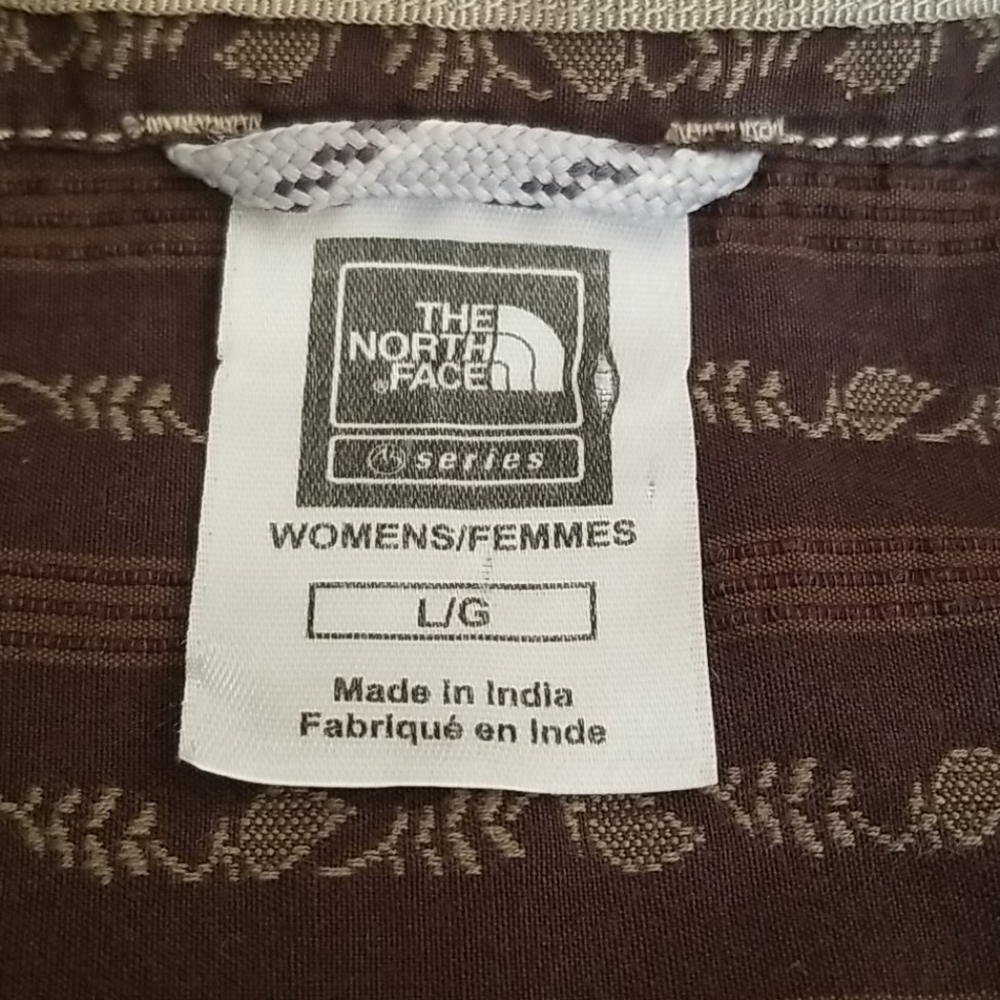 THE
NORTH
FACE
®
series
WOMENS/FEMMES
L/G
Made in India
Fabriqué en Inde